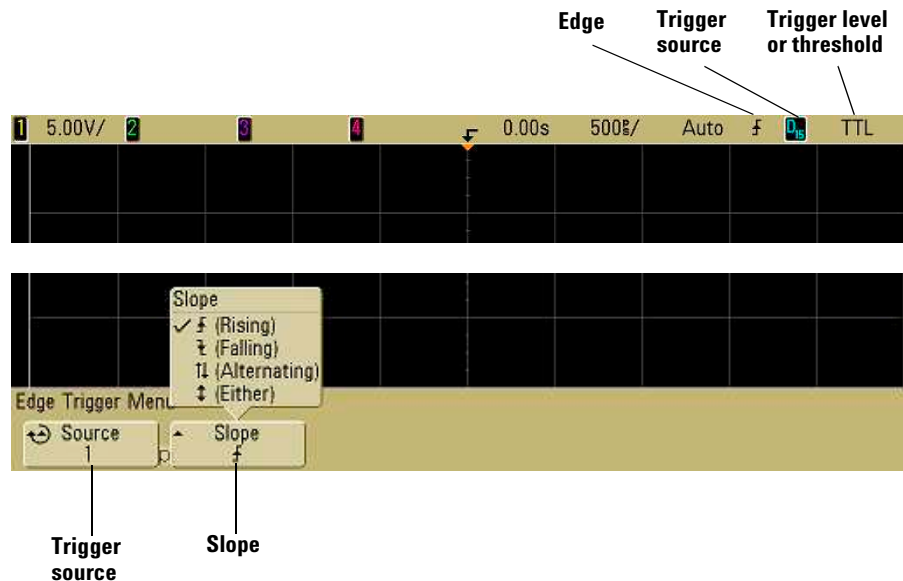 Edge Trigger source Trigger level or threshold
1 5.00V/ 2 3 4 0.00s 500 /  Auto D15 TTL
Slope
(Rising)
(Falling)
(Alternating)
(Either)
Edge Trigger Menu
Source Slope
1
Trigger source
Slope